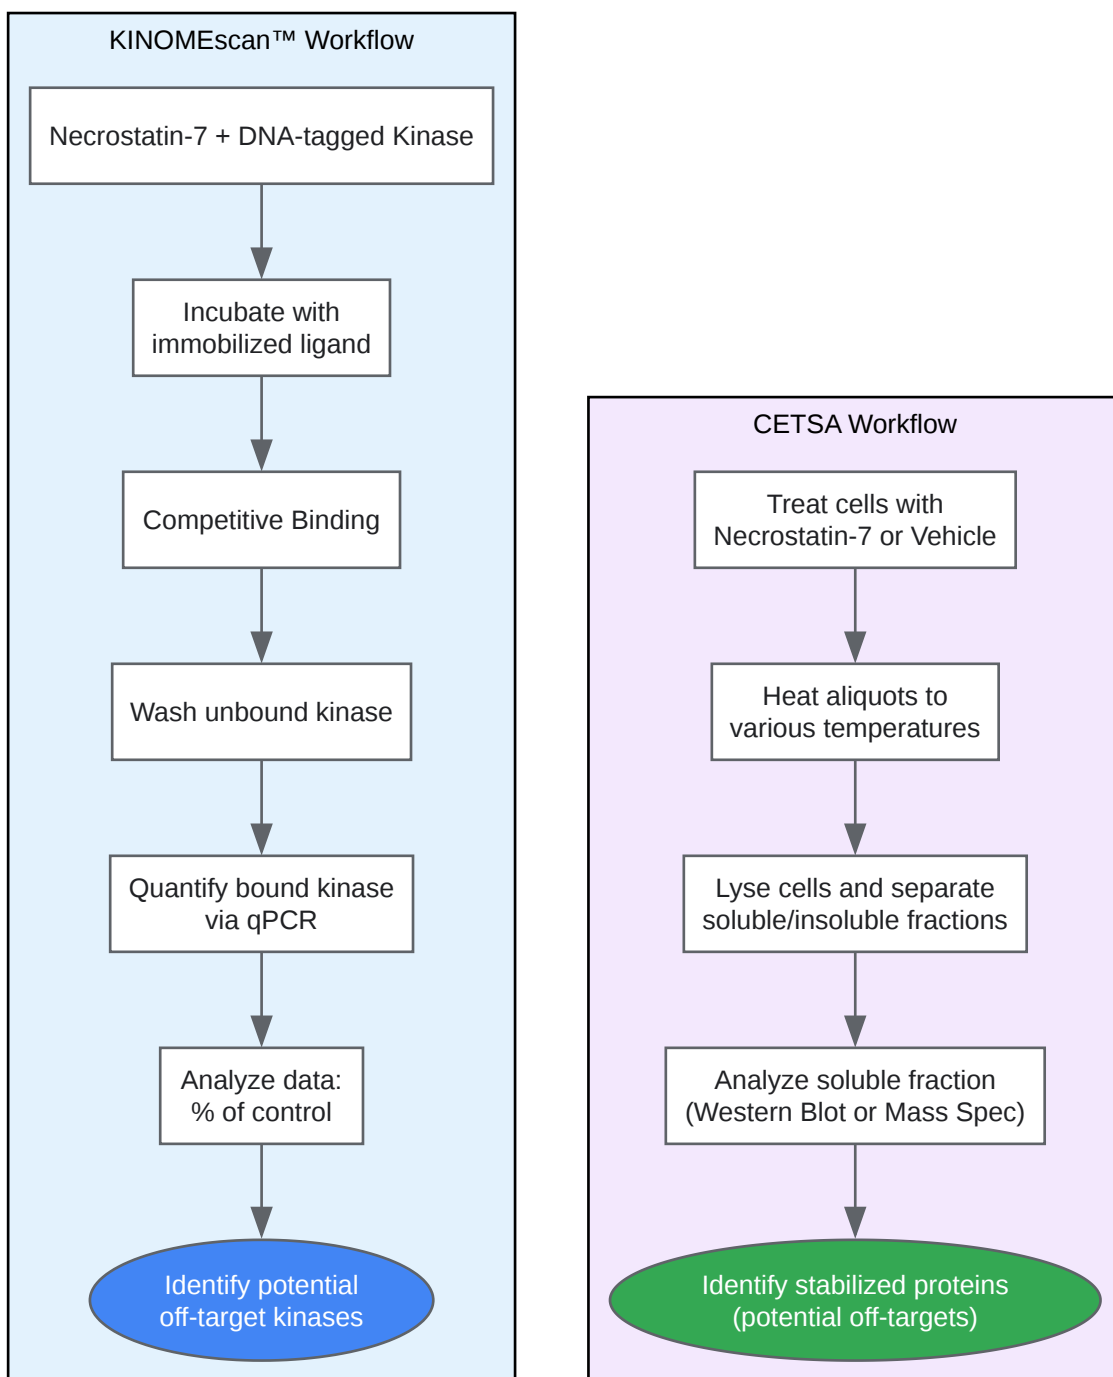 KINOMEscan™ Workflow
Necrostatin-7 + DNA-tagged Kinase
Incubate with
immobilized ligand
Competitive Binding
Wash unbound kinase
Quantify bound kinase
via qPCR
Analyze data:
% of control
Identify potential
off-target kinases
CETSA Workflow
Treat cells with
Necrostatin-7 or Vehicle
Heat aliquots to
various temperatures
Lyse cells and separate
soluble/insoluble fractions
Analyze soluble fraction
(Western Blot or Mass Spec)
Identify stabilized proteins
(potential off-targets)